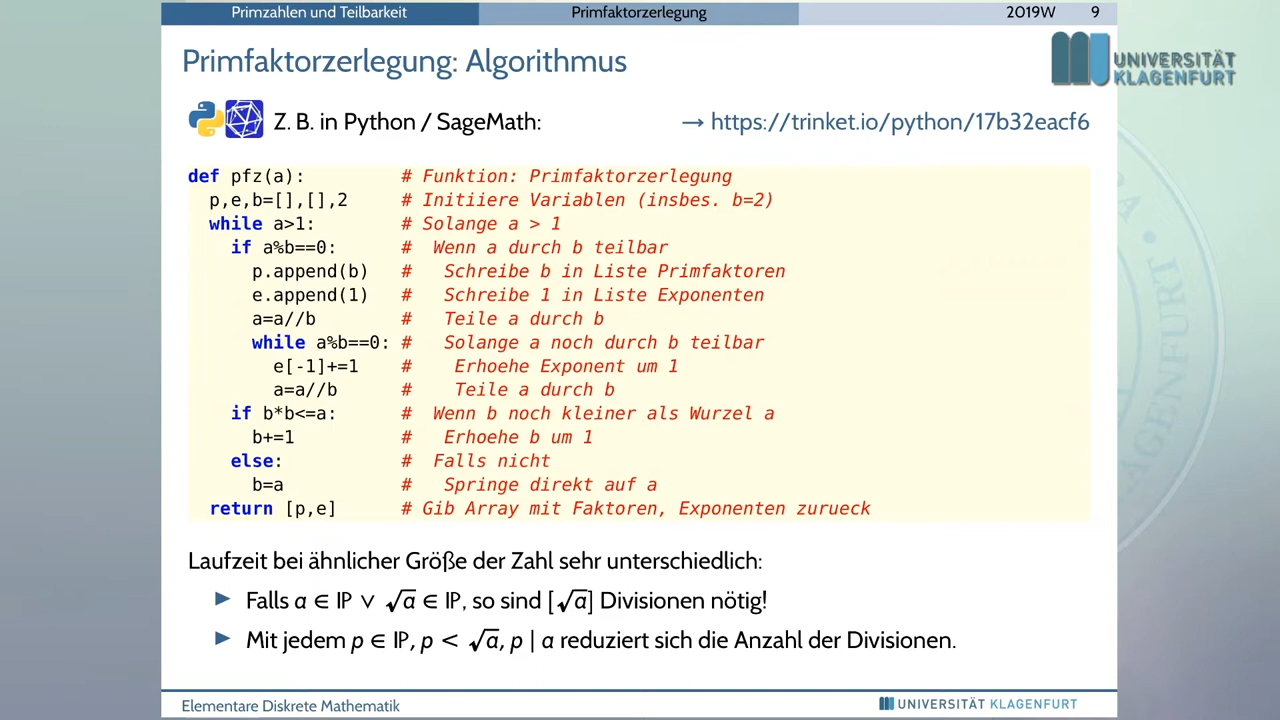 Primzahlen und Teilbarkeit Primfaktorzerlegung 2019W 9
Primfaktorzerlegung: Algorithmus
UNIVERSITÄT
KLAGENFURT
Z. B. in Python / SageMath: → https://trinket.io/python/17b32eacf6
def pfz(a): # Funktion: Primfaktorzerlegung
p,e,b=[],[],2 # Initiiere Variablen (insbes. b=2)
while a>1: # Solange a > 1
if a%b==0: # Wenn a durch b teilbar
p.append(b) # Schreibe b in Liste Primfaktoren
e.append(1) # Schreibe 1 in Liste Exponenten
a=a//b # Teile a durch b
while a%b==0: # Solange a noch durch b teilbar
e[-1]+=1 # Erhoehe Exponent um 1
a=a//b # Teile a durch b
if b*b<=a: # Wenn b noch kleiner als Wurzel a
b+=1 # Erhoehe b um 1
else: # Falls nicht
b=a # Springe direkt auf a
return [p,e] # Gib Array mit Faktoren, Exponenten zurueck
Laufzeit bei ähnlicher Größe der Zahl sehr unterschiedlich:
Falls a ∈ ℙ ∨ √a ∈ ℙ, so sind [√a] Divisionen nötig!
Mit jedem p ∈ ℙ, p < √a, p | a reduziert sich die Anzahl der Divisionen.
Elementare Diskrete Mathematik UNIVERSITÄT KLAGENFURT